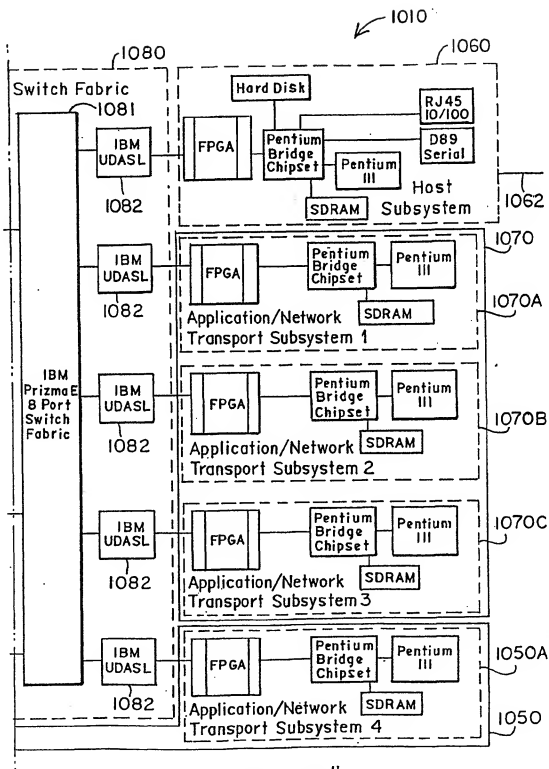 1010
1080
1060
Switch Fabric
1081
Hard Disk
RJ45
10/100
D89
Serial
IBM
UDASL
1082
FPGA
Pentium
Bridge
Chipset
Pentium
III
SDRAM
Host
Subsystem
1062
1070
IBM
UDASL
1082
FPGA
Pentium
Bridge
Chipset
Pentium
III
SDRAM
Application/Network
Transport Subsystem 1
1070A
IBM
PrizmaE
8 Port
Switch
Fabric
IBM
UDASL
1082
FPGA
Pentium
Bridge
Chipset
Pentium
III
SDRAM
Application/Network
Transport Subsystem 2
1070B
IBM
UDASL
1082
FPGA
Pentium
Bridge
Chipset
Pentium
III
SDRAM
Application/Network
Transport Subsystem 3
1070C
IBM
UDASL
1082
FPGA
Pentium
Bridge
Chipset
Pentium
III
SDRAM
Application/Network
Transport Subsystem 4
1050A
1050